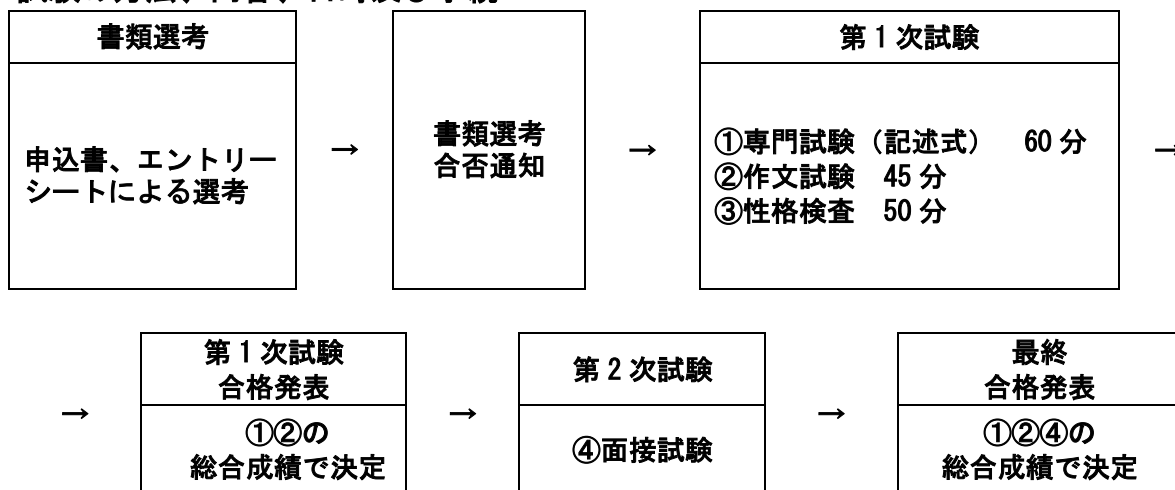 書類選考
申込書、エントリー
シートによる選考
→
書類選考
合否通知
→
第1次試験
①専門試験（記述式）　60分
②作文試験　45分
③性格検査　50分
→
→
第1次試験
合格発表
①②の
総合成績で決定
→
第2次試験
④面接試験
→
最終
合格発表
①②④の
総合成績で決定